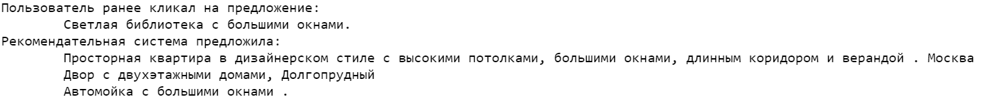 Пользователь ранее кликал на предложение:
Светлая библиотека с большими окнами.
Рекомендательная система предложила:
Просторная квартира в дизайнерском стиле с высокими потолками, большими окнами, длинным коридором и верандой . Москва
Двор с двухэтажными домами, Долгопрудный
Автомойка с большими окнами .